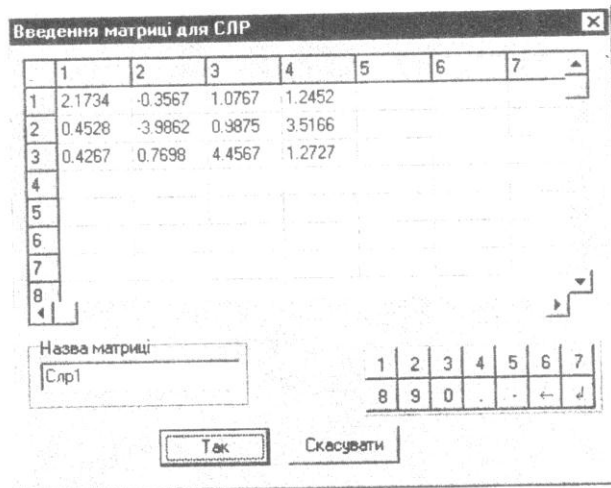 Введення матриці для СЛР
1 2 3 4 5 6 7
1 2.1734 -0.3567 1.0767 1.2452
2 0.4528 -3.9862 0.9875 3.5166
3 0.4267 0.7698 4.4567 1.2727
4
5
6
7
8
Назва матриці
Слр1
1 2 3 4 5 6 7
8 9 0 . - ← ↲
Так Скасувати